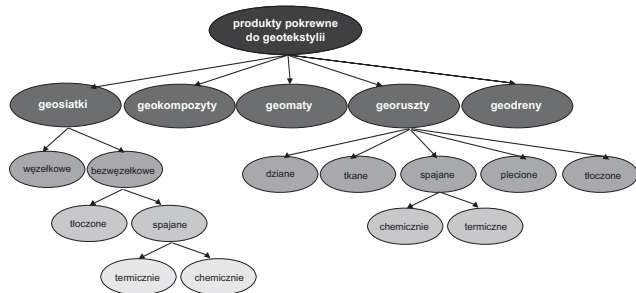 produkty pokrewne
do geotekstylii
geosiatki
geokompozyty
geomaty
georuszty
geodreny
węzełkowe
bezwęzełkowe
dziane
tkane
spajane
plecione
tłoczone
tłoczone
spajane
chemicznie
termiczne
termicznie
chemicznie